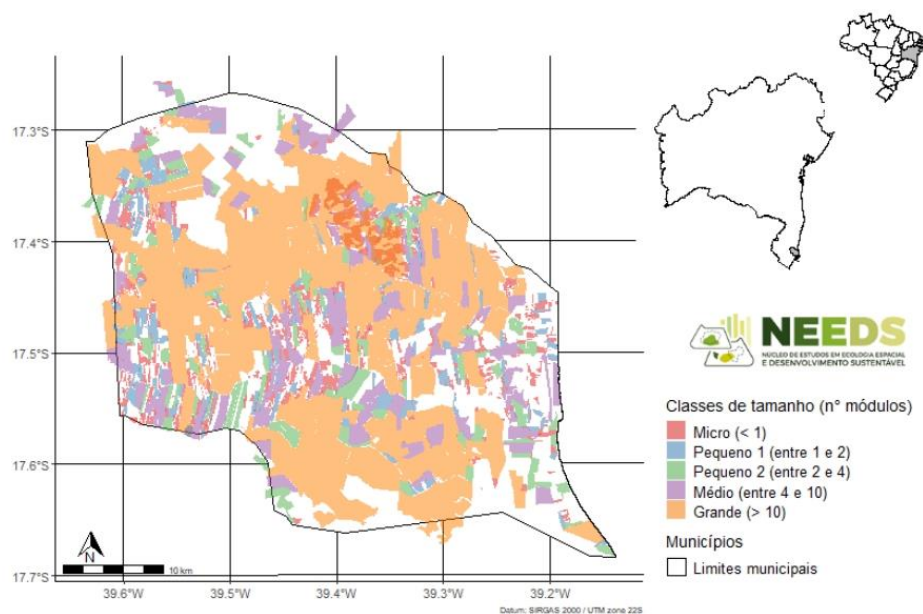 17.3°S
17.4°S
17.5°S
17.6°S
17.7°S
39.6°W
39.5°W
39.4°W
39.3°W
39.2°W
N
10 km
Datum: SIRGAS 2000 / UTM zone 22S
NEEDS
NÚCLEO DE ESTUDOS EM ECOLOGIA ESPACIAL
E DESENVOLVIMENTO SUSTENTÁVEL
Classes de tamanho (n° módulos)
Micro (< 1)
Pequeno 1 (entre 1 e 2)
Pequeno 2 (entre 2 e 4)
Médio (entre 4 e 10)
Grande (> 10)
Municípios
Limites municipais